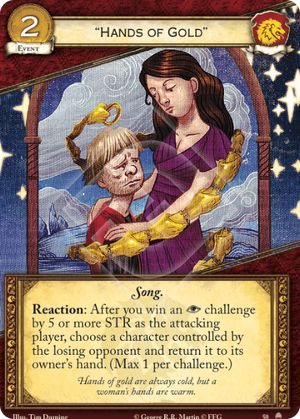 2
"Hands of Gold"
Event
Song.
Reaction: After you win an challenge
by 5 or more STR as the attacking
player, choose a character controlled by
the losing opponent and return it to its
owner's hand. (Max 1 per challenge.)
Hands of gold are always cold, but a
woman's hands are warm.
Illus. Tim Durning © George R.R. Martin © FFG